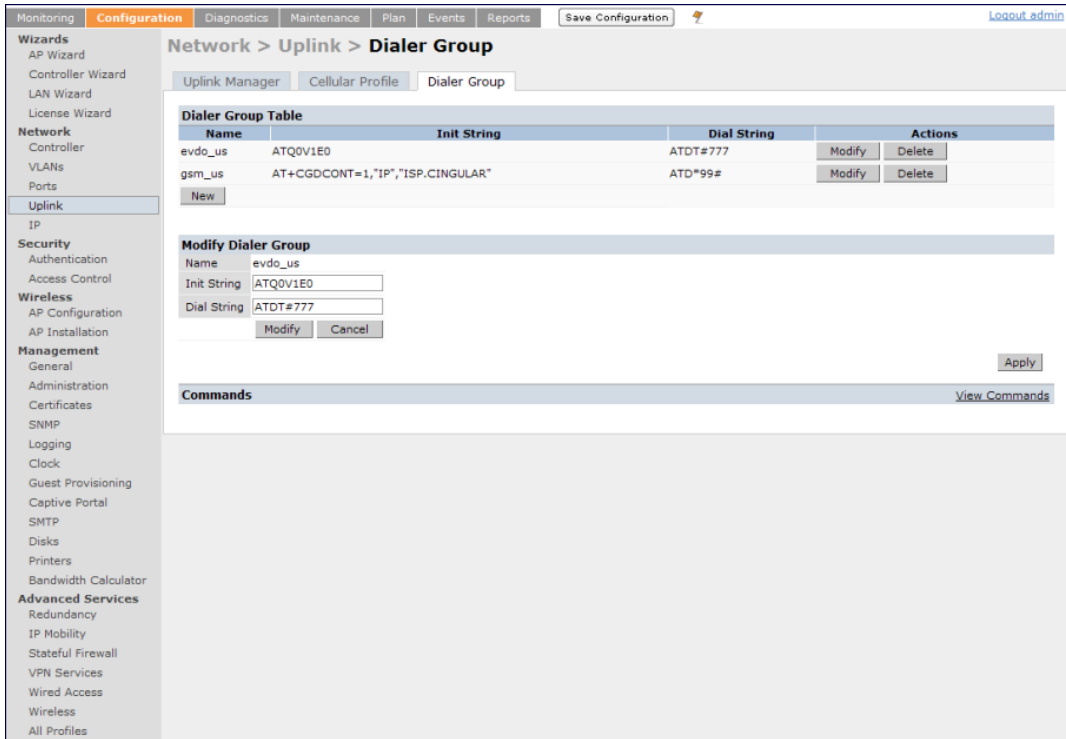 Monitoring Configuration Diagnostics Maintenance Plan Events Reports Save Configuration Logout admin
Wizards
AP Wizard
Controller Wizard
LAN Wizard
License Wizard
Network
Controller
VLANs
Ports
Uplink
IP
Security
Authentication
Access Control
Wireless
AP Configuration
AP Installation
Management
General
Administration
Certificates
SNMP
Logging
Clock
Guest Provisioning
Captive Portal
SMTP
Disks
Printers
Bandwidth Calculator
Advanced Services
Redundancy
IP Mobility
Stateful Firewall
VPN Services
Wired Access
Wireless
All Profiles
Network > Uplink > Dialer Group
Uplink Manager Cellular Profile Dialer Group
Dialer Group Table
Name Init String Dial String Actions
evdo_us ATQ0V1E0 ATDT#777 Modify Delete
gsm_us AT+CGDCONT=1,"IP","ISP.CINGULAR" ATD*99# Modify Delete
New
Modify Dialer Group
Name evdo_us
Init String ATQ0V1E0
Dial String ATDT#777
Modify Cancel
Apply
Commands View Commands